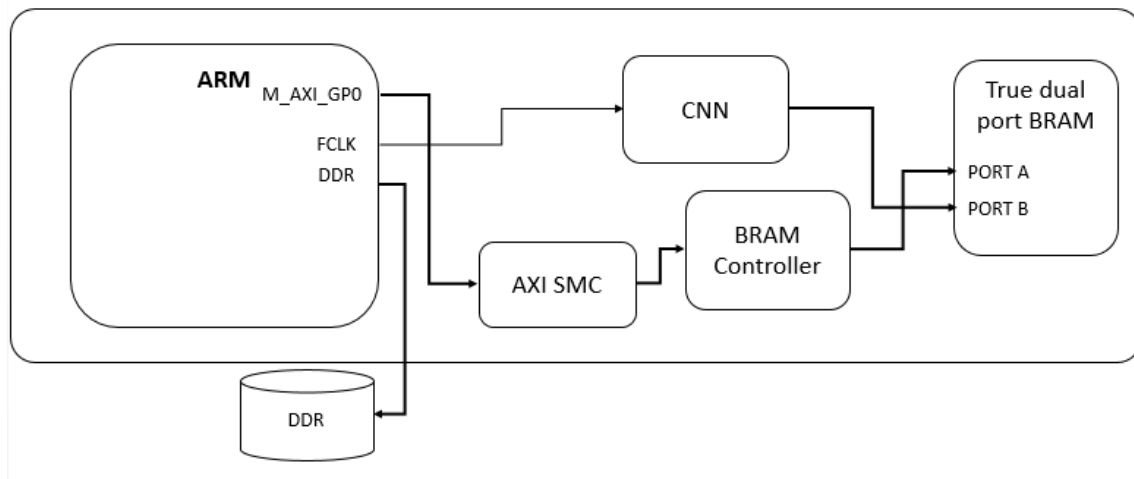 ARM
M_AXI_GP0
FCLK
DDR
CNN
True dual
port BRAM
PORT A
PORT B
BRAM
Controller
AXI SMC
DDR